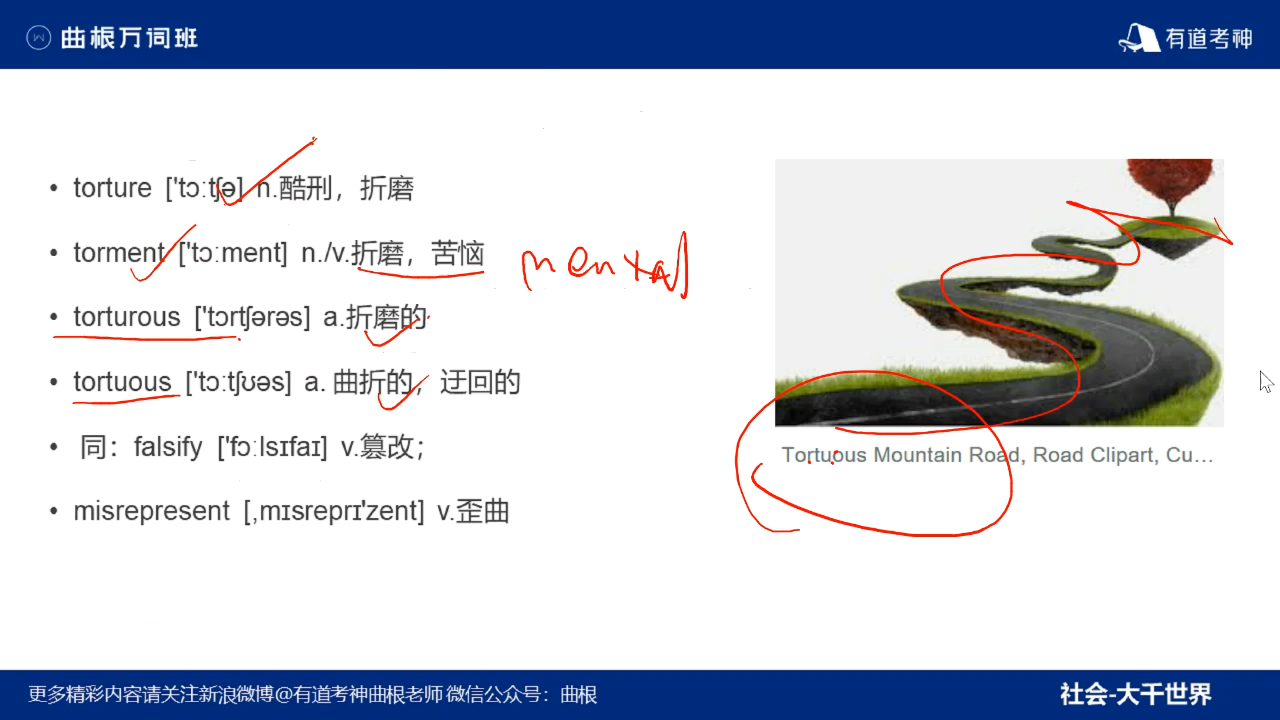 曲根万词班
有道考神
• torture ['tɔːtʃə] n.酷刑，折磨
• torment ['tɔːment] n./v.折磨，苦恼
mental
• torturous ['tɔrtʃərəs] a.折磨的
• tortuous ['tɔːtʃʊəs] a. 曲折的，迂回的
• 同：falsify ['fɔːlsɪfaɪ] v.篡改；
• misrepresent [,mɪsreprɪ'zent] v.歪曲
Tortuous Mountain Road, Road Clipart, Cu...
更多精彩内容请关注新浪微博@有道考神曲根老师 微信公众号：曲根
社会-大千世界